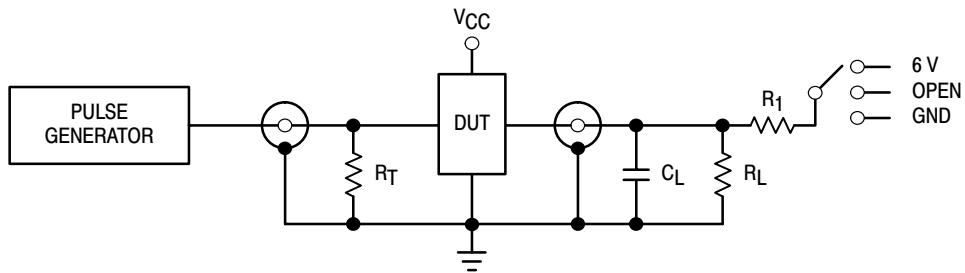 VCC
PULSE
GENERATOR
RT
DUT
CL
RL
R1
6 V
OPEN
GND